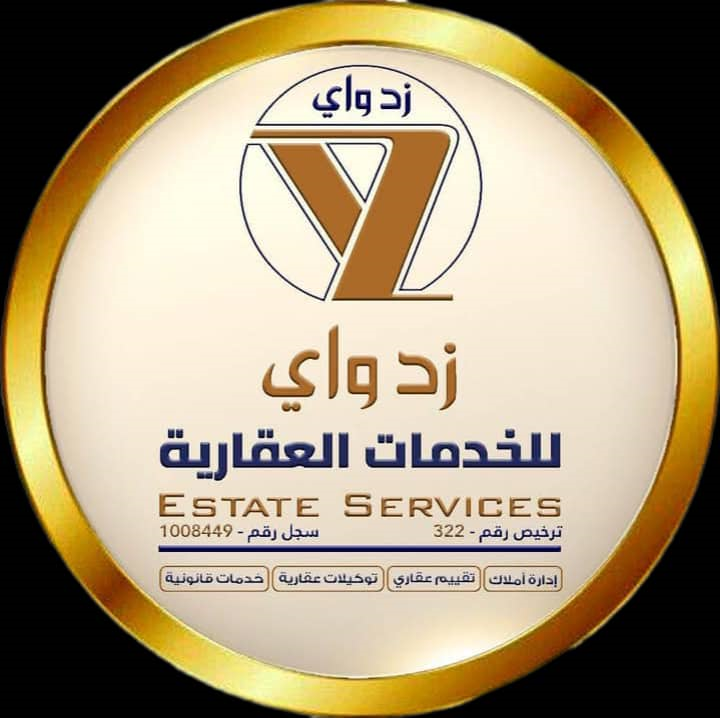 زد واي
زد واي
للخدمات العقارية
ESTATE SERVICES
ترخيص رقم - 322 سجل رقم - 1008449
إدارة أملاك تقييم عقاري توكيلات عقارية خدمات قانونية